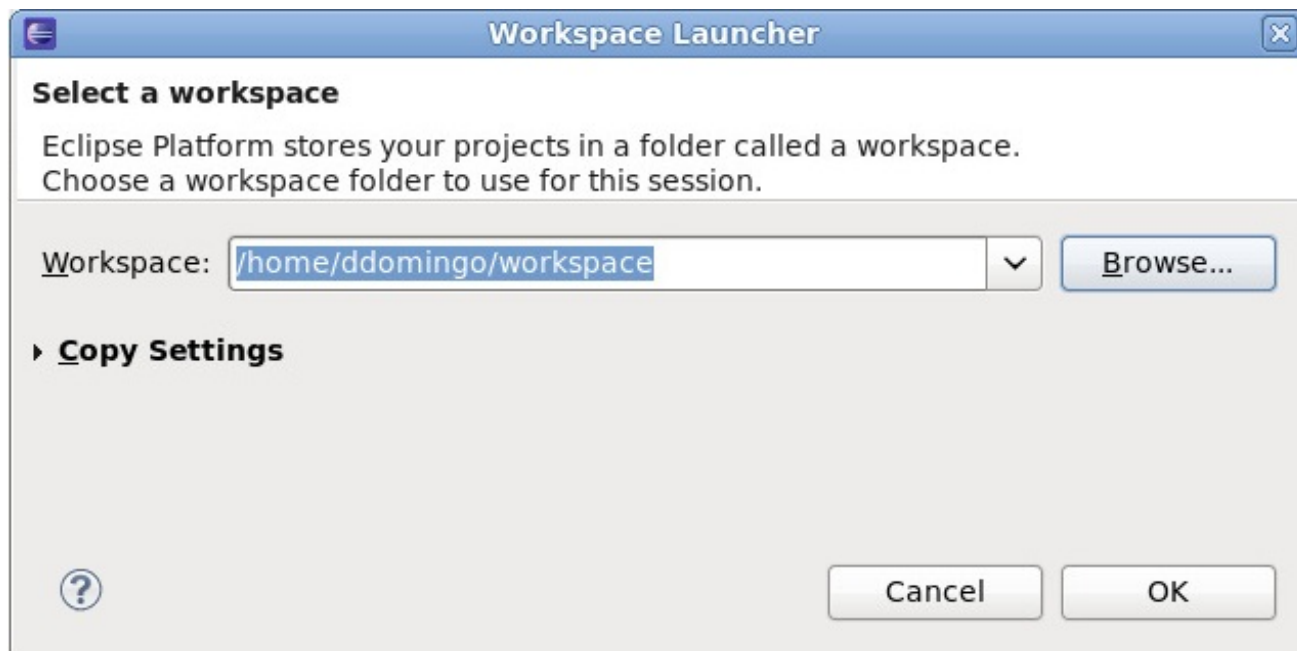 Workspace Launcher
Select a workspace
Eclipse Platform stores your projects in a folder called a workspace.
Choose a workspace folder to use for this session.
Workspace: /home/ddomingo/workspace Browse...
Copy Settings
? Cancel OK